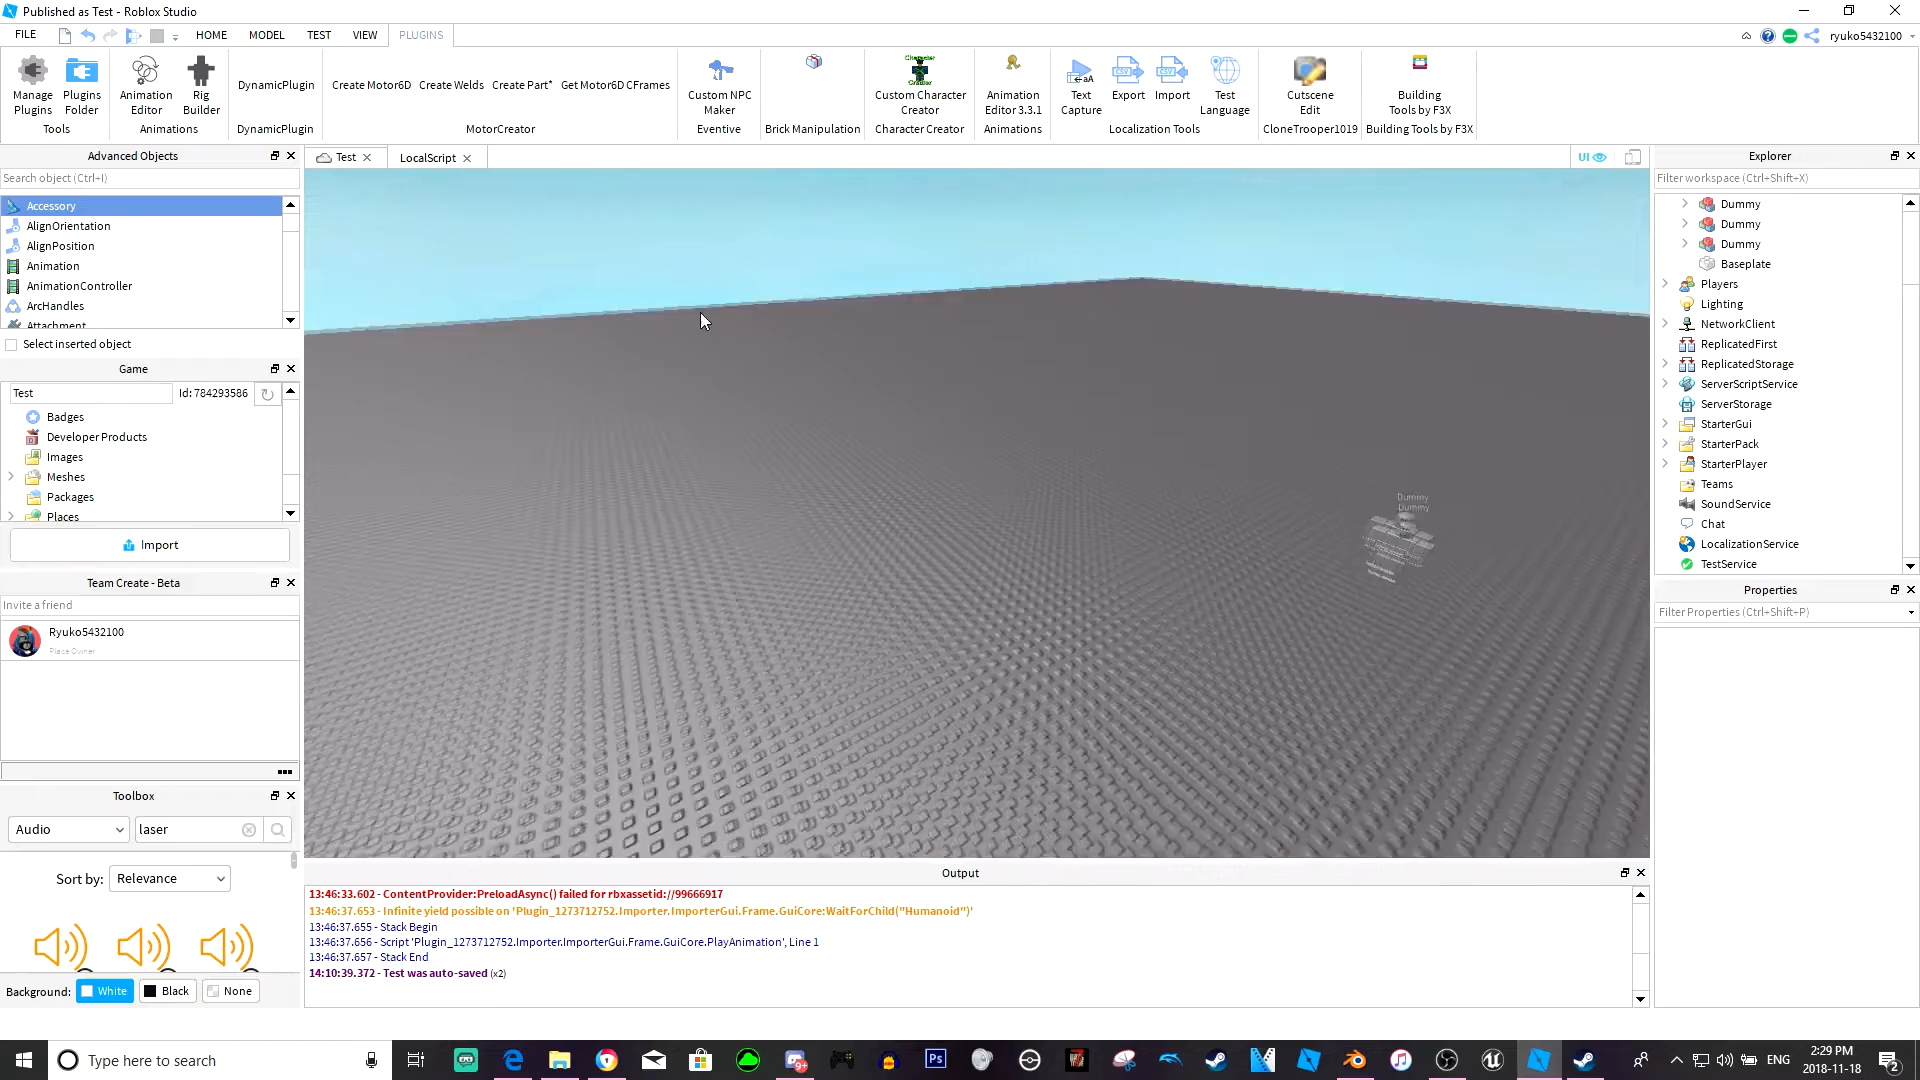 Published as Test - Roblox Studio
FILE HOME MODEL TEST VIEW PLUGINS ryuko5432100
Manage Plugins
Plugins Folder
Tools
Animation Editor
Rig Builder
Animations
DynamicPlugin
DynamicPlugin
Create Motor6D Create Welds Create Part* Get Motor6D CFrames
MotorCreator
Custom NPC Maker
Eventive
Brick Manipulation
Character Creator
Custom Character Creator
Character Creator
Animation Editor 3.3.1
Animations
Text Capture
Export
Import
Test Language
Localization Tools
Cutscene Edit
CloneTrooper1019
Building Tools by F3X
Building Tools by F3X
Advanced Objects
Search object (Ctrl+I)
Accessory
AlignOrientation
AlignPosition
Animation
AnimationController
ArcHandles
Attachment
Select inserted object
Game
Test Id: 784293586
Badges
Developer Products
Images
Meshes
Packages
Places
Import
Team Create - Beta
Invite a friend
Ryuko5432100
Place Owner
Toolbox
Audio laser
Sort by: Relevance
Background: White Black None
Test LocalScript UI
Dummy
Dummy
Output
13:46:33.602 - ContentProvider:PreloadAsync() failed for rbxassetid://99666917
13:46:37.653 - Infinite yield possible on 'Plugin_1273712752.Importer.ImporterGui.Frame.GuiCore:WaitForChild("Humanoid")'
13:46:37.655 - Stack Begin
13:46:37.656 - Script 'Plugin_1273712752.Importer.ImporterGui.Frame.GuiCore.PlayAnimation', Line 1
13:46:37.657 - Stack End
14:10:39.372 - Test was auto-saved (x2)
Explorer
Filter workspace (Ctrl+Shift+X)
Dummy
Dummy
Dummy
Baseplate
Players
Lighting
NetworkClient
ReplicatedFirst
ReplicatedStorage
ServerScriptService
ServerStorage
StarterGui
StarterPack
StarterPlayer
Teams
SoundService
Chat
LocalizationService
TestService
Properties
Filter Properties (Ctrl+Shift+P)
Type here to search
Ps
9+
ENG
2:29 PM
2018-11-18
2